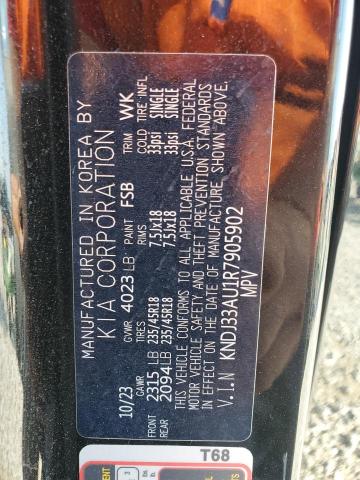 MANUFACTURED IN KOREA BY
KIA CORPORATION
10/23 GVWR 4023 LB PAINT FSB TRIM WK
GAWR TIRES RIMS COLD TIRE INFL
FRONT 2315 LB 235/45R18 7.5Jx18 33psi SINGLE
REAR 2094 LB 235/45R18 7.5Jx18 33psi SINGLE
THIS VEHICLE CONFORMS TO ALL APPLICABLE U.S.A. FEDERAL
MOTOR VEHICLE SAFETY AND THEFT PREVENTION STANDARDS
IN EFFECT ON THE DATE OF MANUFACTURE SHOWN ABOVE.
V.I.N KNDJ33AU1R7905902
MPV
T68